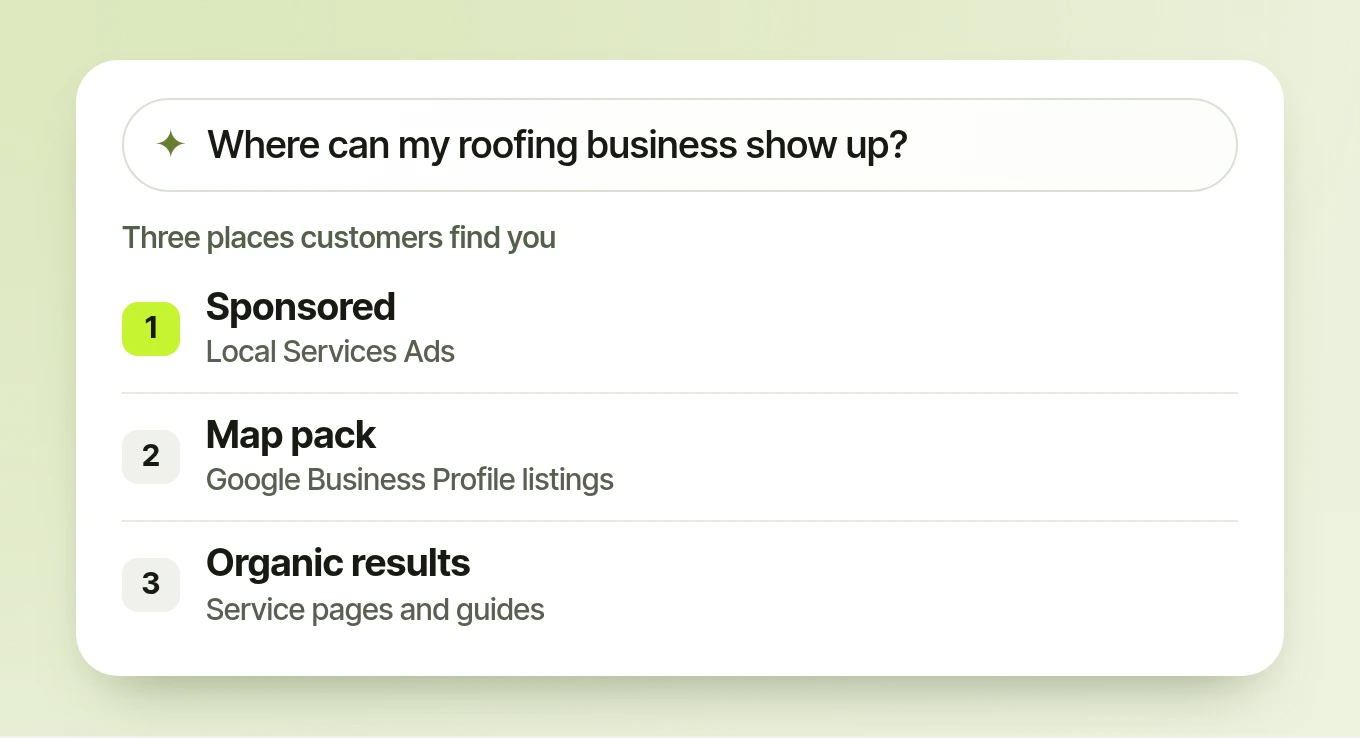 Where can my roofing business show up?
Three places customers find you
1
Sponsored
Local Services Ads
2
Map pack
Google Business Profile listings
3
Organic results
Service pages and guides